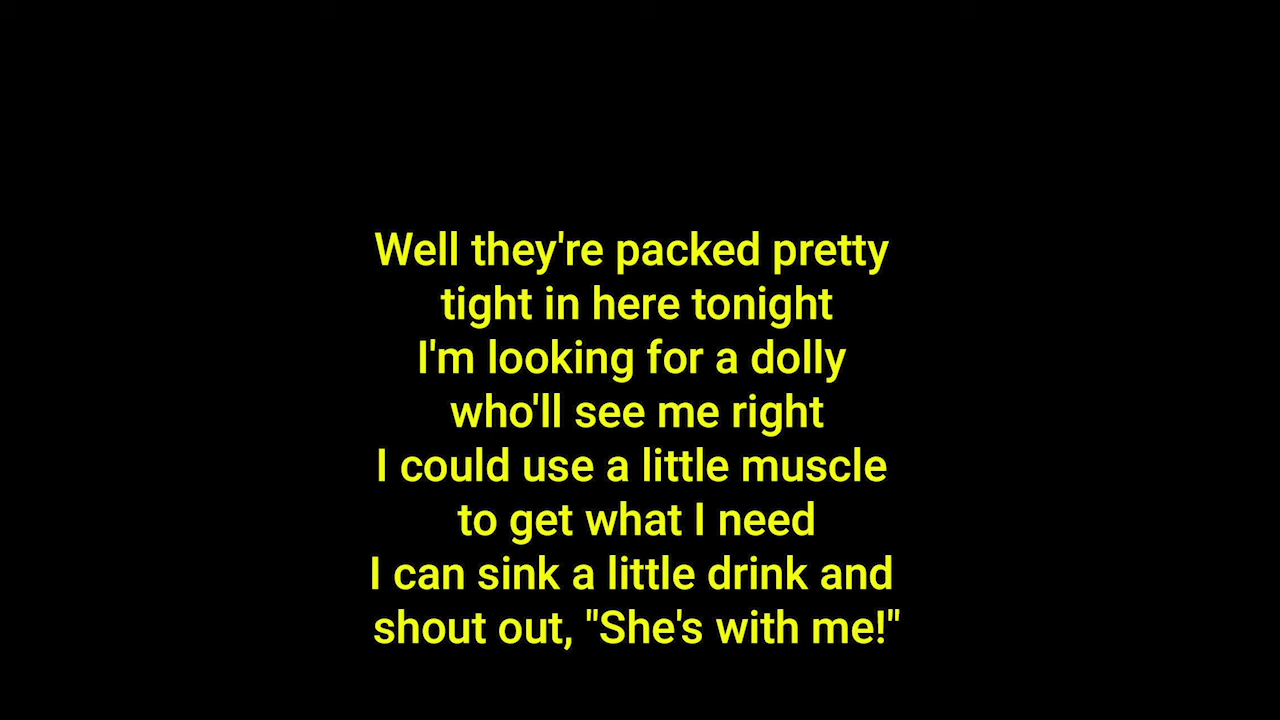 Well they're packed pretty
tight in here tonight
I'm looking for a dolly
who'll see me right
I could use a little muscle
to get what I need
I can sink a little drink and
shout out, "She's with me!"